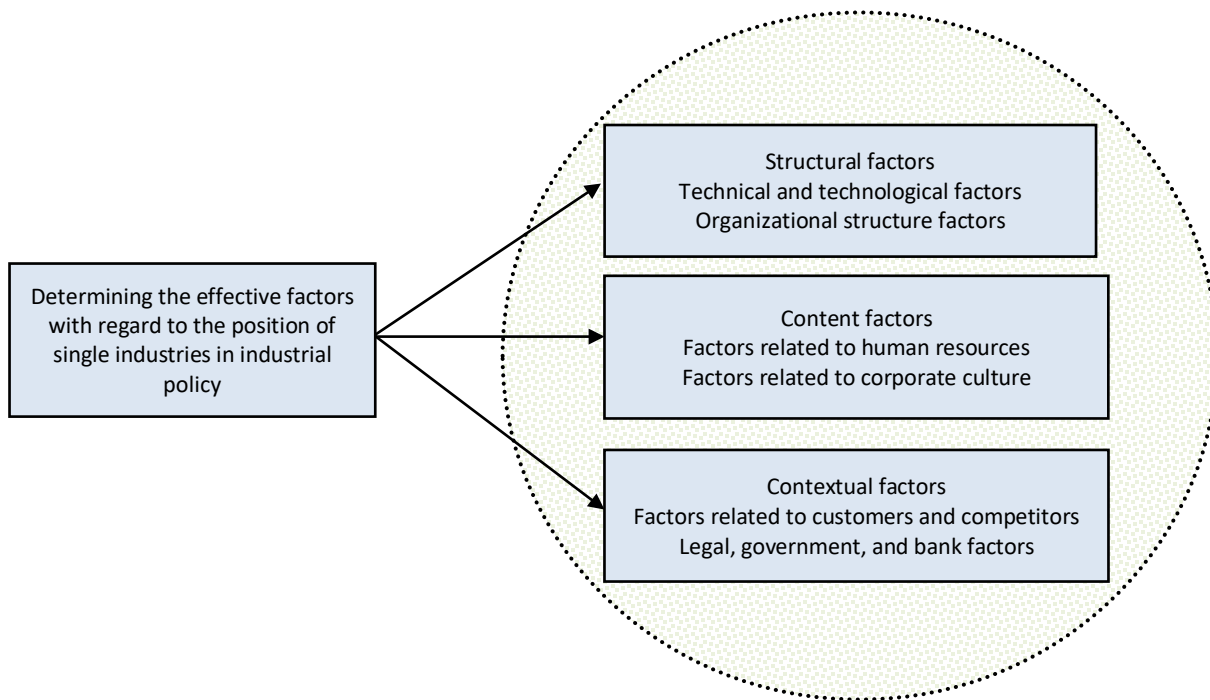 Determining the effective factors
with regard to the position of
single industries in industrial
policy
Structural factors
Technical and technological factors
Organizational structure factors
Content factors
Factors related to human resources
Factors related to corporate culture
Contextual factors
Factors related to customers and competitors
Legal, government, and bank factors